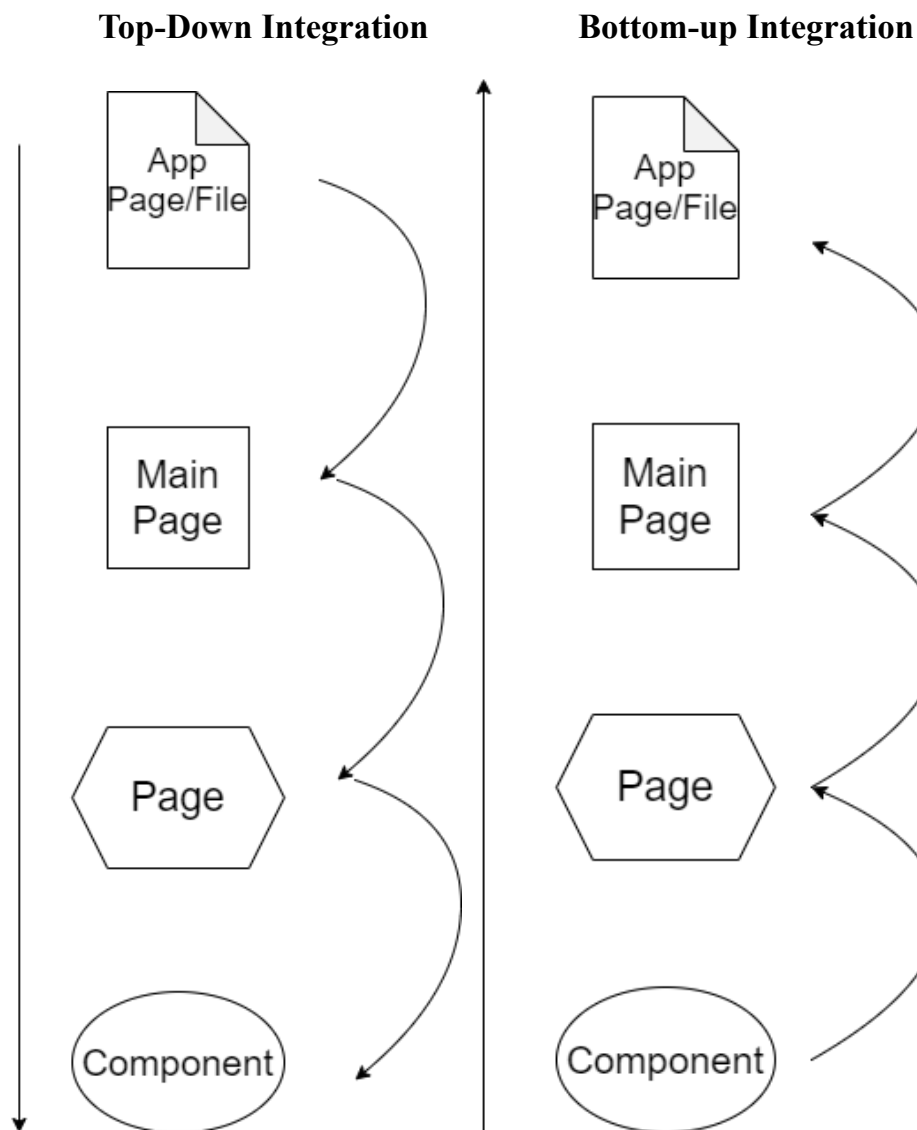 Top-Down Integration
Bottom-up Integration
App
Page/File
App
Page/File
Main
Page
Main
Page
Page
Page
Component
Component